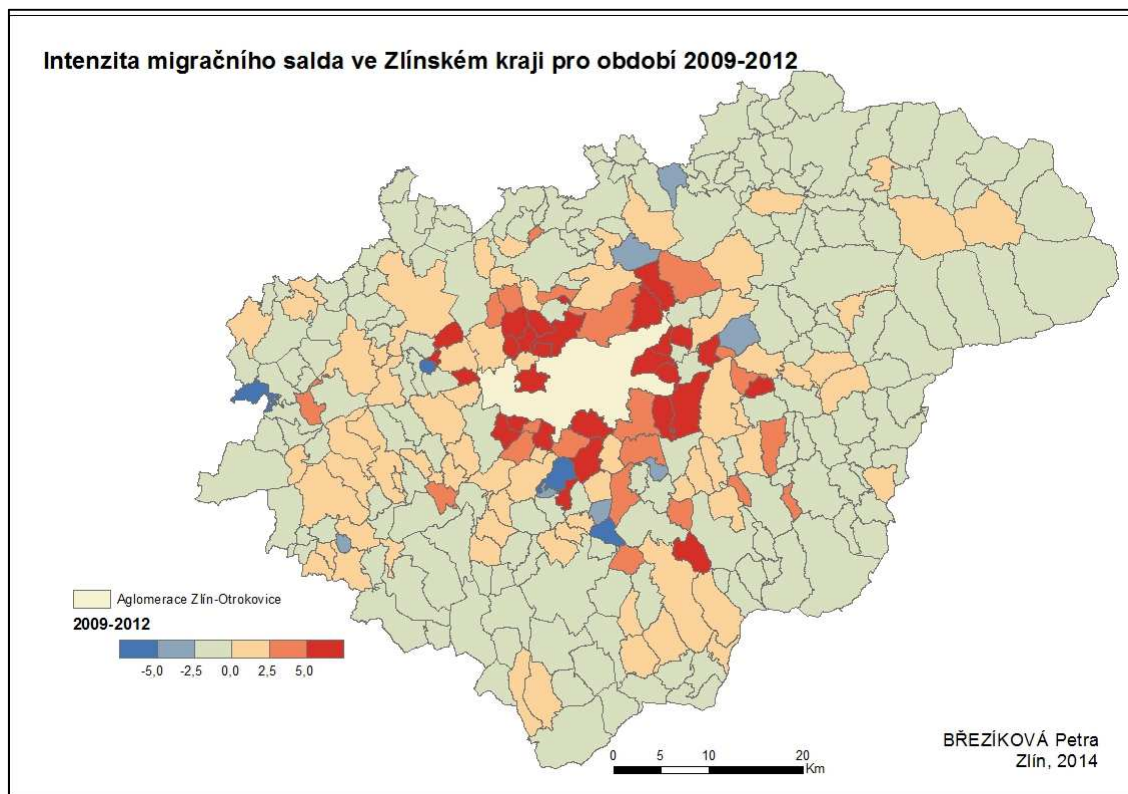 Intenzita migračního salda ve Zlínském kraji pro období 2009-2012
Aglomerace Zlín-Otrokovice
2009-2012
-5,0 -2,5 0,0 2,5 5,0
BŘEZÍKOVÁ Petra
Zlín, 2014
0 5 10 20
Km